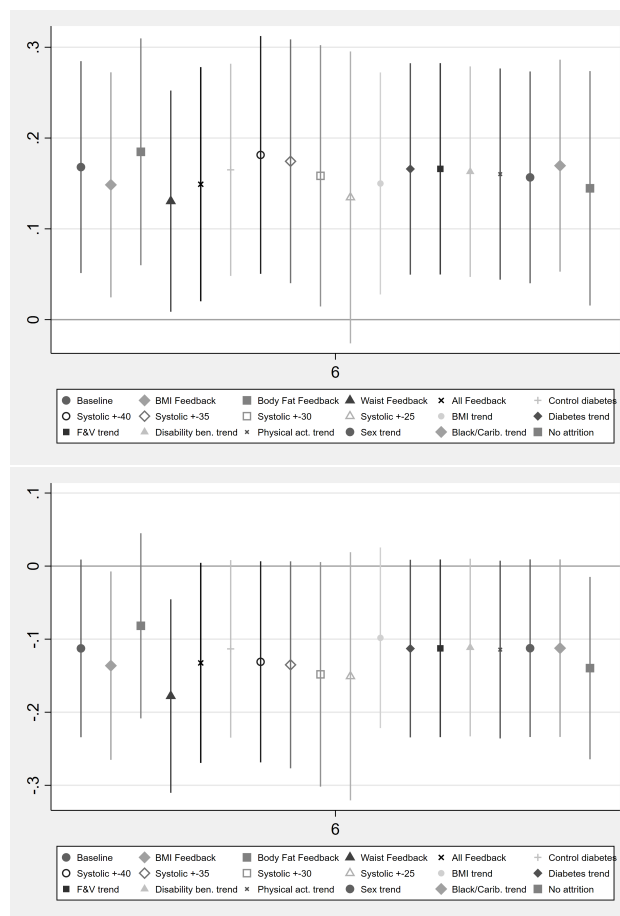 .3
.2
.1
0
6
Baseline BMI Feedback Body Fat Feedback Waist Feedback All Feedback Control diabetes
Systolic +-40 Systolic +-35 Systolic +-30 Systolic +-25 BMI trend Diabetes trend
F&V trend Disability ben. trend Physical act. trend Sex trend Black/Carib. trend No attrition
.1
0
-.1
-.2
-.3
6
Baseline BMI Feedback Body Fat Feedback Waist Feedback All Feedback Control diabetes
Systolic +-40 Systolic +-35 Systolic +-30 Systolic +-25 BMI trend Diabetes trend
F&V trend Disability ben. trend Physical act. trend Sex trend Black/Carib. trend No attrition